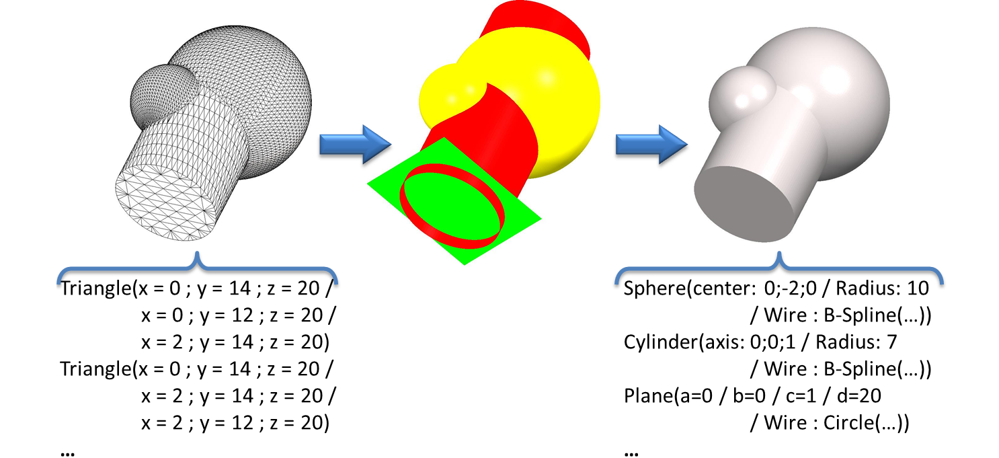 Triangle(x = 0 ; y = 14 ; z = 20 /
x = 0 ; y = 12 ; z = 20 /
x = 2 ; y = 14 ; z = 20)
Triangle(x = 0 ; y = 14 ; z = 20 /
x = 2 ; y = 14 ; z = 20 /
x = 2 ; y = 12 ; z = 20)
...
Sphere(center: 0;-2;0 / Radius: 10
/ Wire : B-Spline(...))
Cylinder(axis: 0;0;1 / Radius: 7
/ Wire : B-Spline(...))
Plane(a=0 / b=0 / c=1 / d=20
/ Wire : Circle(...))
...